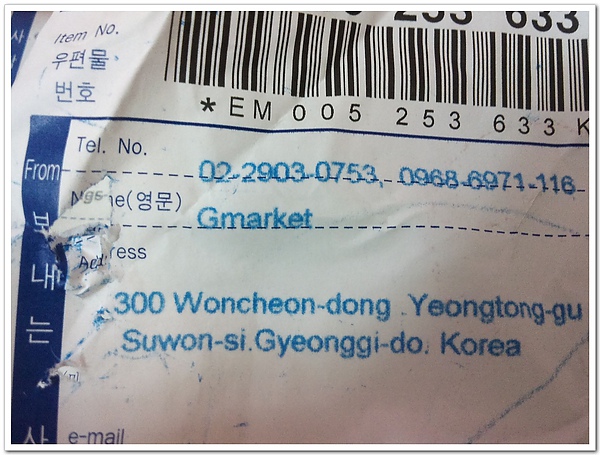 253 633
Item No.
우편물
번호
*EM 005 253 633 K
Tel. No.
02-2903-0753, 0968-6971-116
From
(영문)
Gmarket
보
ress
내
300 Woncheon-dong Yeongtong-gu
는
Suwon-si.Gyeonggi-do. Korea
사
e-mail